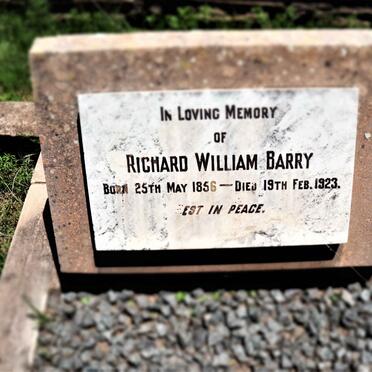 IN LOVING MEMORY
OF
RICHARD WILLIAM BARRY
BORN 25TH MAY 1856 — DIED 19TH FEB. 1923.
EST IN PEACE.